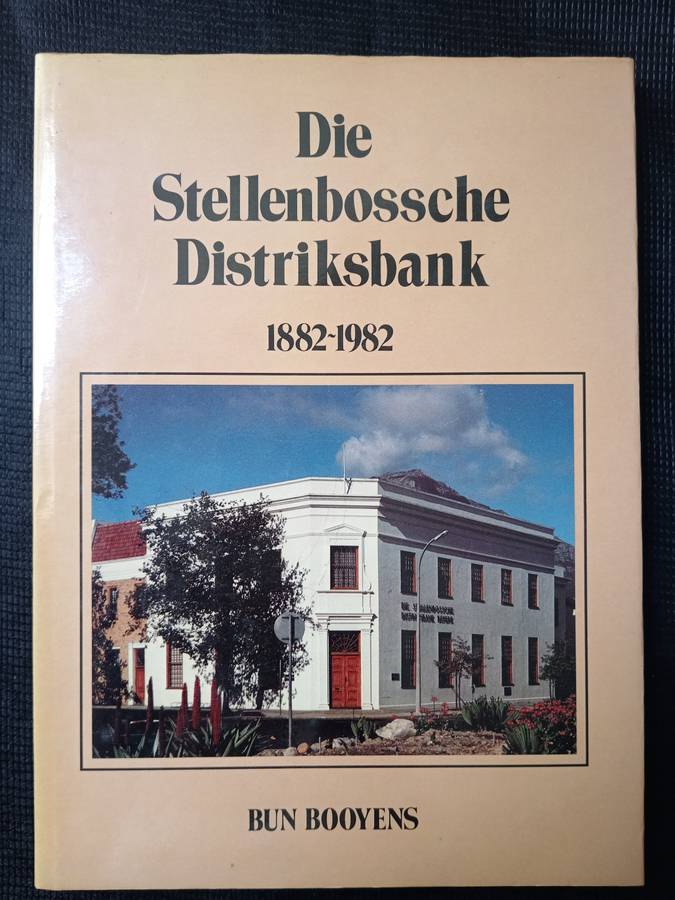 Die
Stellenbossche
Distriksbank
1882-1982
BUN BOOYENS